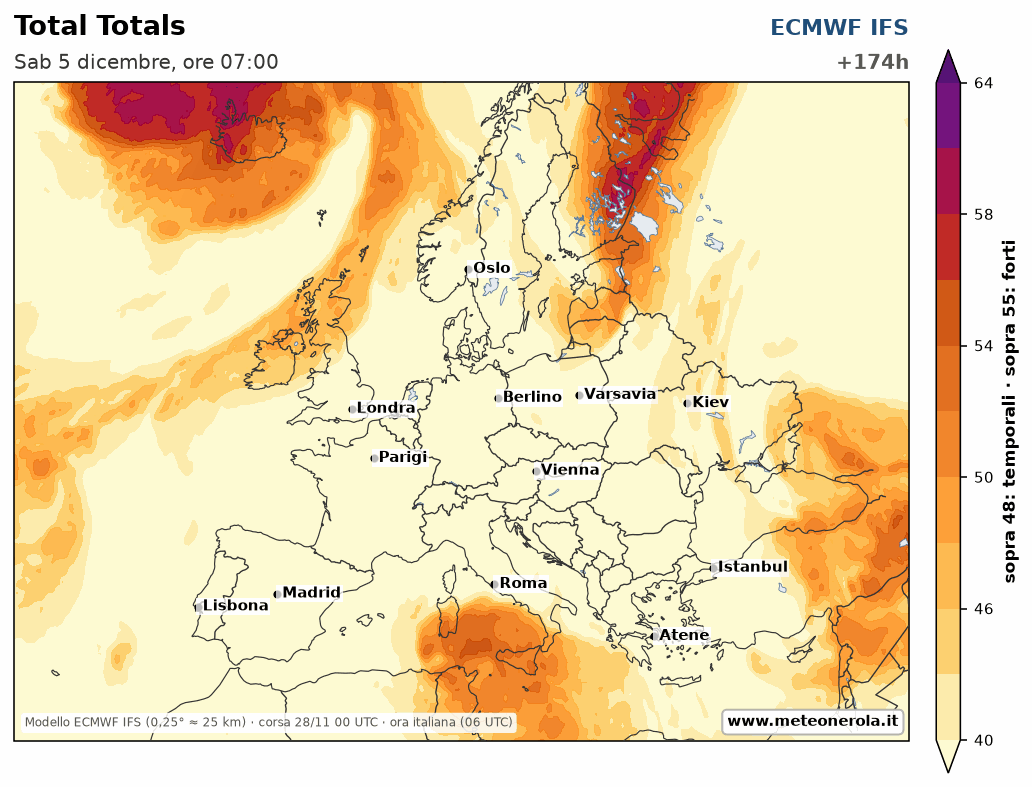 Total Totals
ECMWF IFS
Sab 5 dicembre, ore 07:00
+174h
Oslo
Berlino
Varsavia
Kiev
Londra
Parigi
Vienna
Istanbul
Roma
Madrid
Lisbona
Atene
Modello ECMWF IFS (0,25° ≈ 25 km) · corsa 28/11 00 UTC · ora italiana (06 UTC)
www.meteonerola.it
64
58
54
50
46
40
sopra 48: temporali · sopra 55: forti